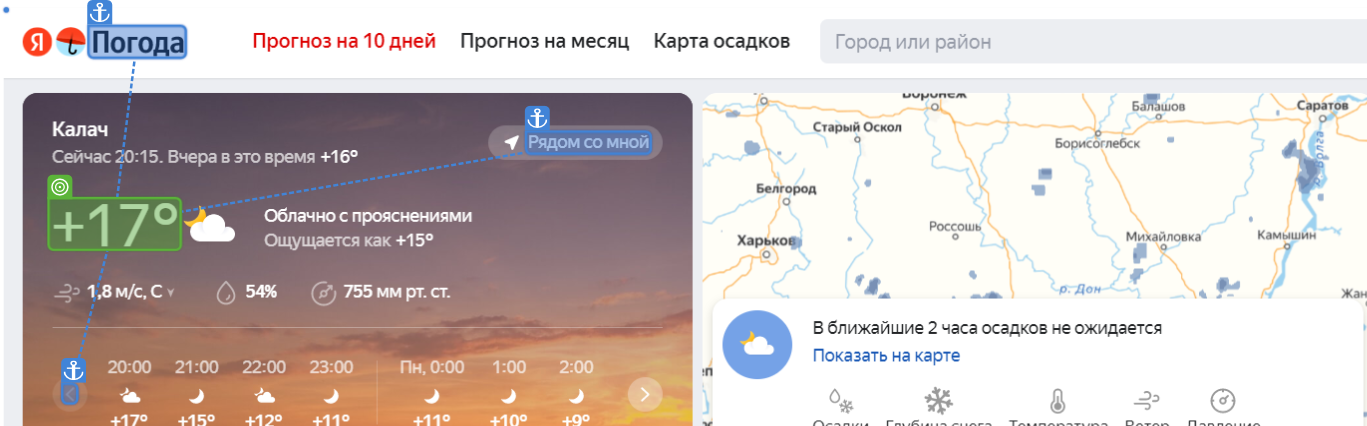 Я Погода
Прогноз на 10 дней Прогноз на месяц Карта осадков Город или район
Калач
Сейчас 20:15. Вчера в это время +16°
Рядом со мной
+17°
Облачно с прояснениями
Ощущается как +15°
1,8 м/с, С 54% 755 мм рт. ст.
20:00 21:00 22:00 23:00 Пн, 0:00 1:00 2:00
+17° +15° +12° +11° +11° +10° +9°
Воронеж
Балашов
Саратов
Старый Оскол
Борисоглебск
р. Волга
Белгород
Россошь
Харьков
Михайловка
Камышин
р. Дон
Жан
В ближайшие 2 часа осадков не ожидается
Показать на карте
Осадки Глубина снега Температура Ветер Давление